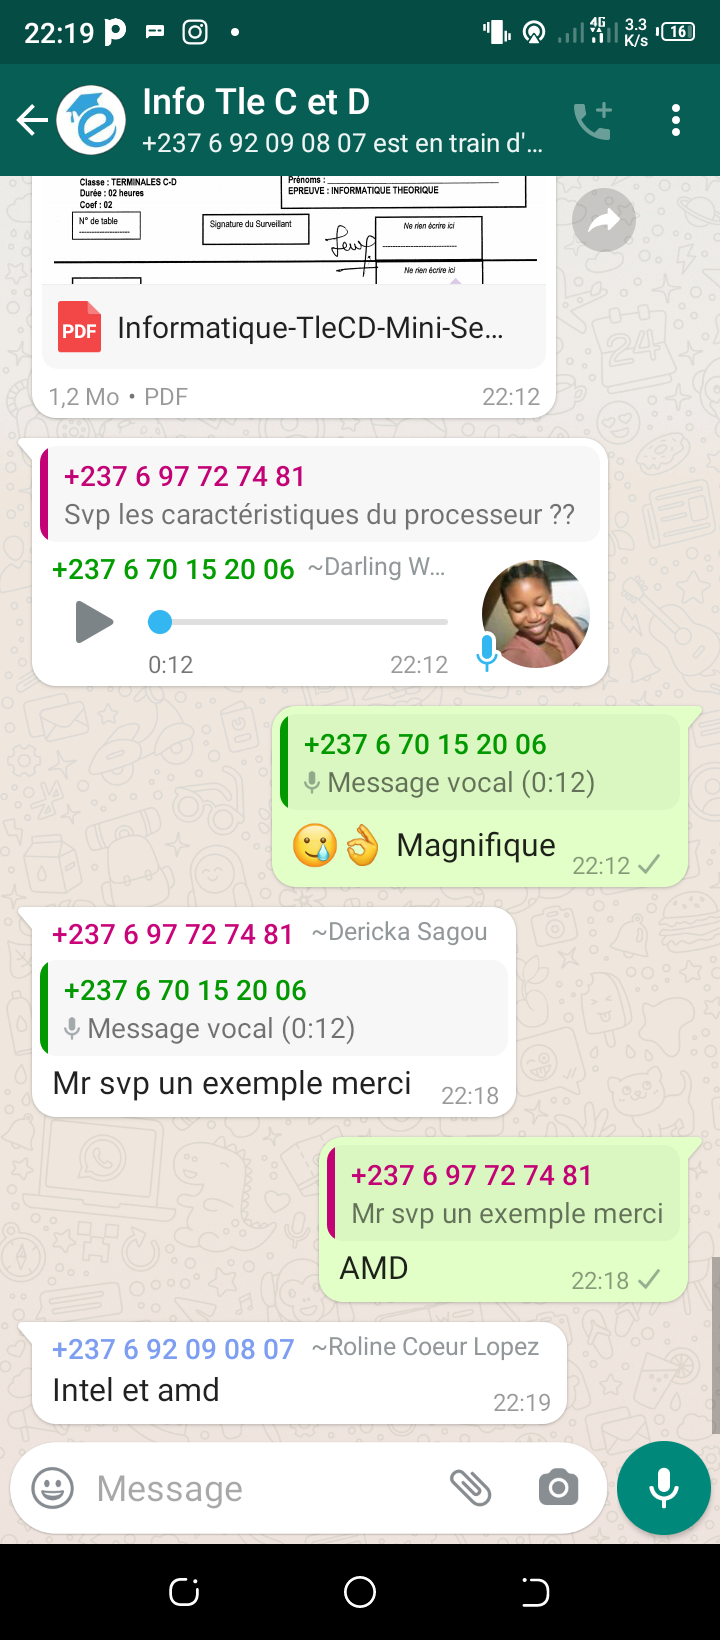 22:19
4G
3.3
K/s
16
Info Tle C et D
+237 6 92 09 08 07 est en train d'...
Classe : TERMINALES C-D
Durée : 02 heures
Coef : 02
Prénoms :
EPREUVE : INFORMATIQUE THEORIQUE
N° de table
Signature du Surveillant
Ne rien écrire ici
Ne rien écrire ici
PDF
Informatique-TleCD-Mini-Se...
1,2 Mo • PDF
22:12
+237 6 97 72 74 81
Svp les caractéristiques du processeur ??
+237 6 70 15 20 06 ~Darling W...
0:12
22:12
+237 6 70 15 20 06
Message vocal (0:12)
🥲👌 Magnifique
22:12
+237 6 97 72 74 81 ~Dericka Sagou
+237 6 70 15 20 06
Message vocal (0:12)
Mr svp un exemple merci
22:18
+237 6 97 72 74 81
Mr svp un exemple merci
AMD
22:18
+237 6 92 09 08 07 ~Roline Coeur Lopez
Intel et amd
22:19
Message